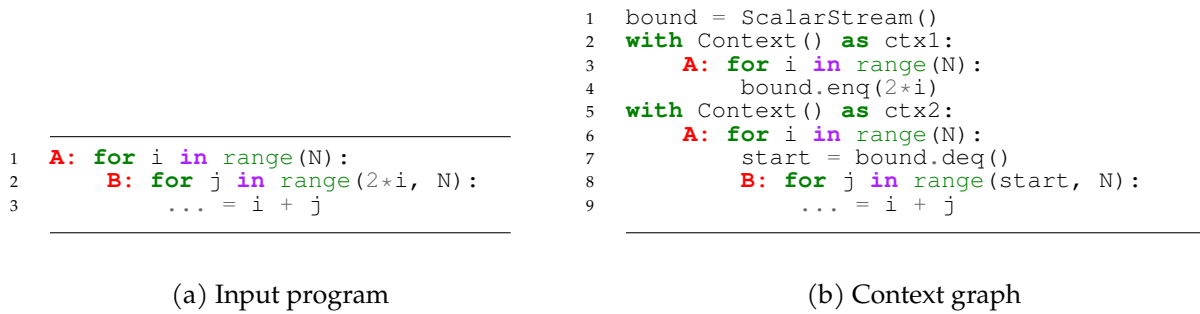 1 A: for i in range(N):
2 B: for j in range(2*i, N):
3 ... = i + j
(a) Input program
1 bound = ScalarStream()
2 with Context() as ctx1:
3 A: for i in range(N):
4 bound.enq(2*i)
5 with Context() as ctx2:
6 A: for i in range(N):
7 start = bound.deq()
8 B: for j in range(start, N):
9 ... = i + j
(b) Context graph